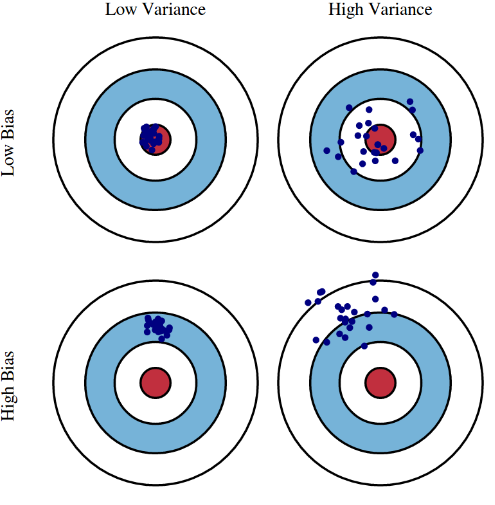 Low Variance
High Variance
Low Bias
High Bias